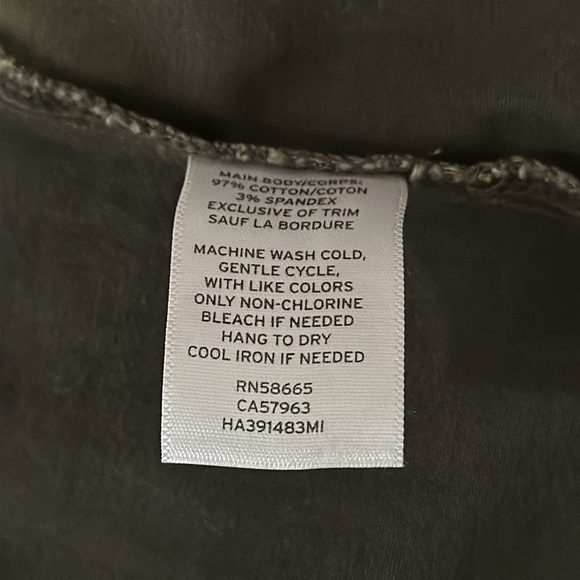 MAIN BODY/CORPS:
97% COTTON/COTON
3% SPANDEX
EXCLUSIVE OF TRIM
SAUF LA BORDURE
MACHINE WASH COLD,
GENTLE CYCLE,
WITH LIKE COLORS
ONLY NON-CHLORINE
BLEACH IF NEEDED
HANG TO DRY
COOL IRON IF NEEDED
RN58665
CA57963
HA391483MI